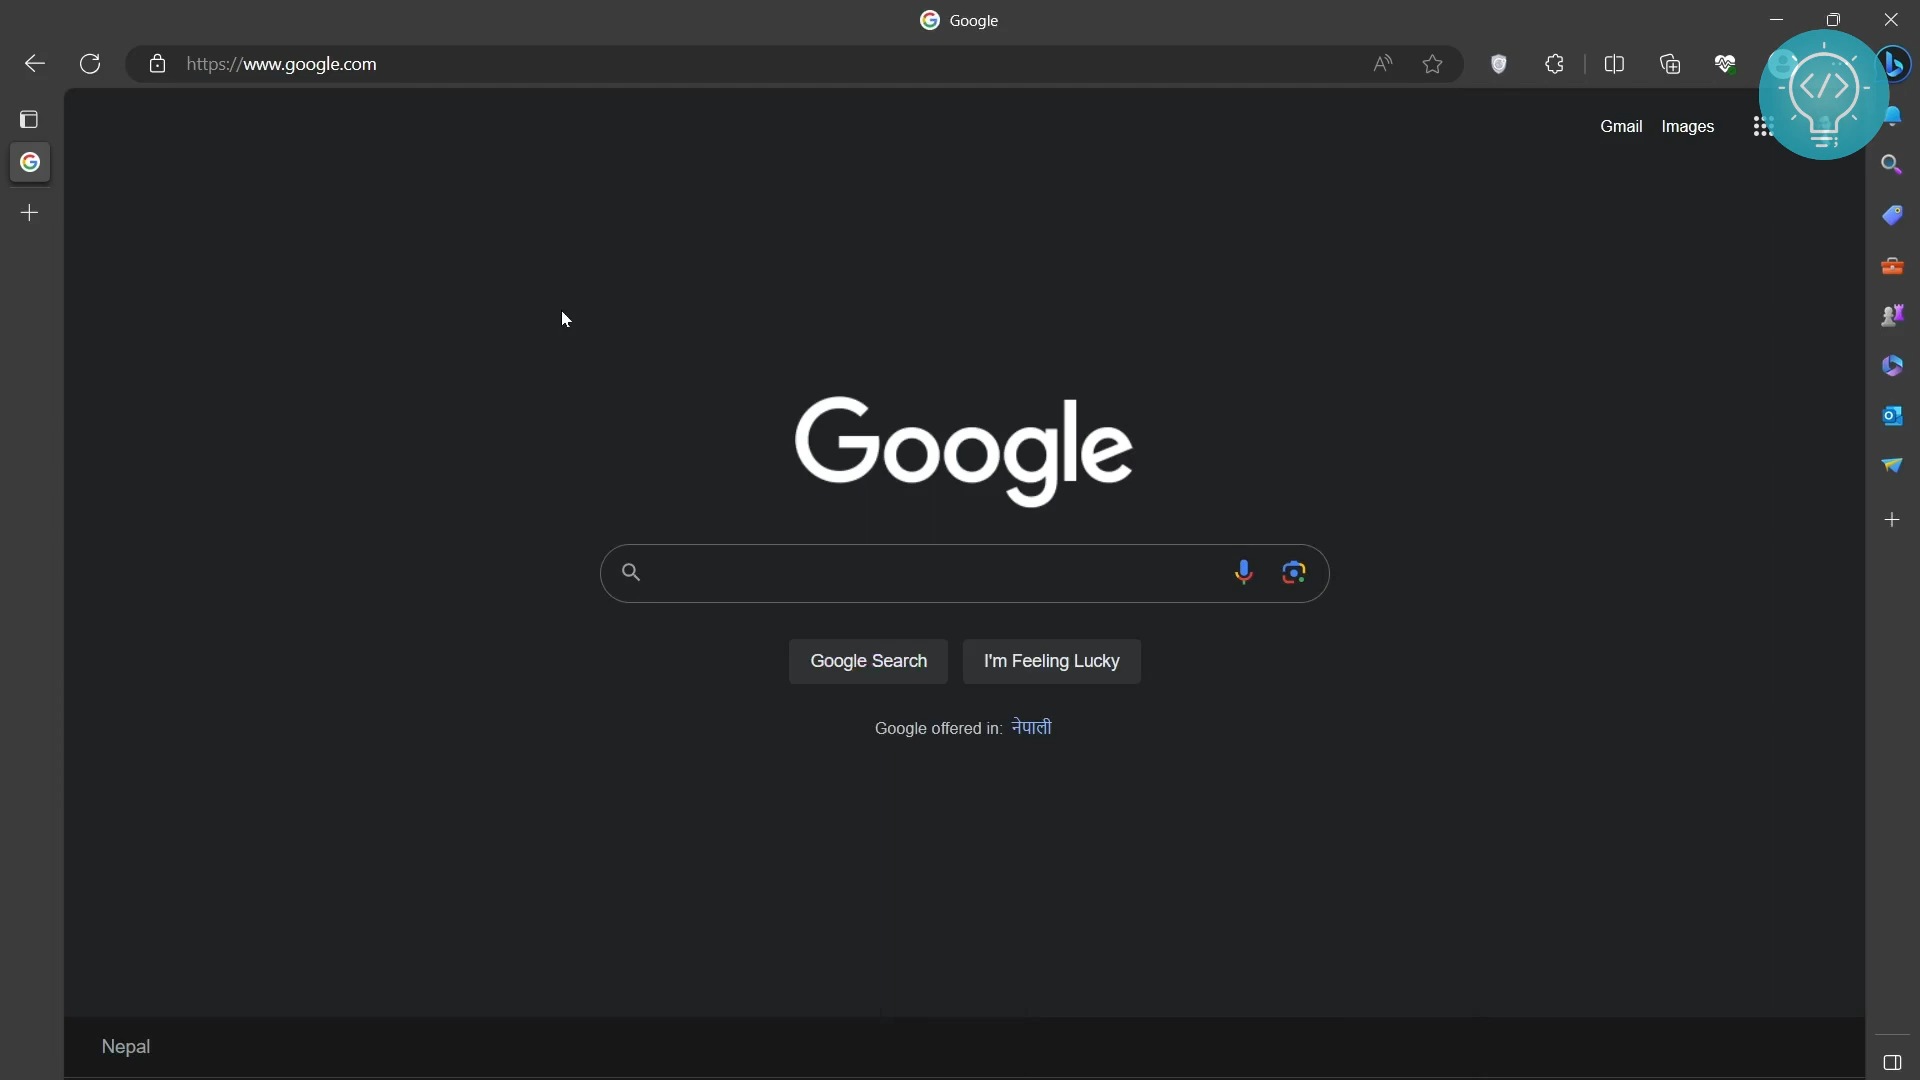 Google
https://www.google.com
Gmail Images
Google
Google Search I'm Feeling Lucky
Google offered in: नेपाली
Nepal